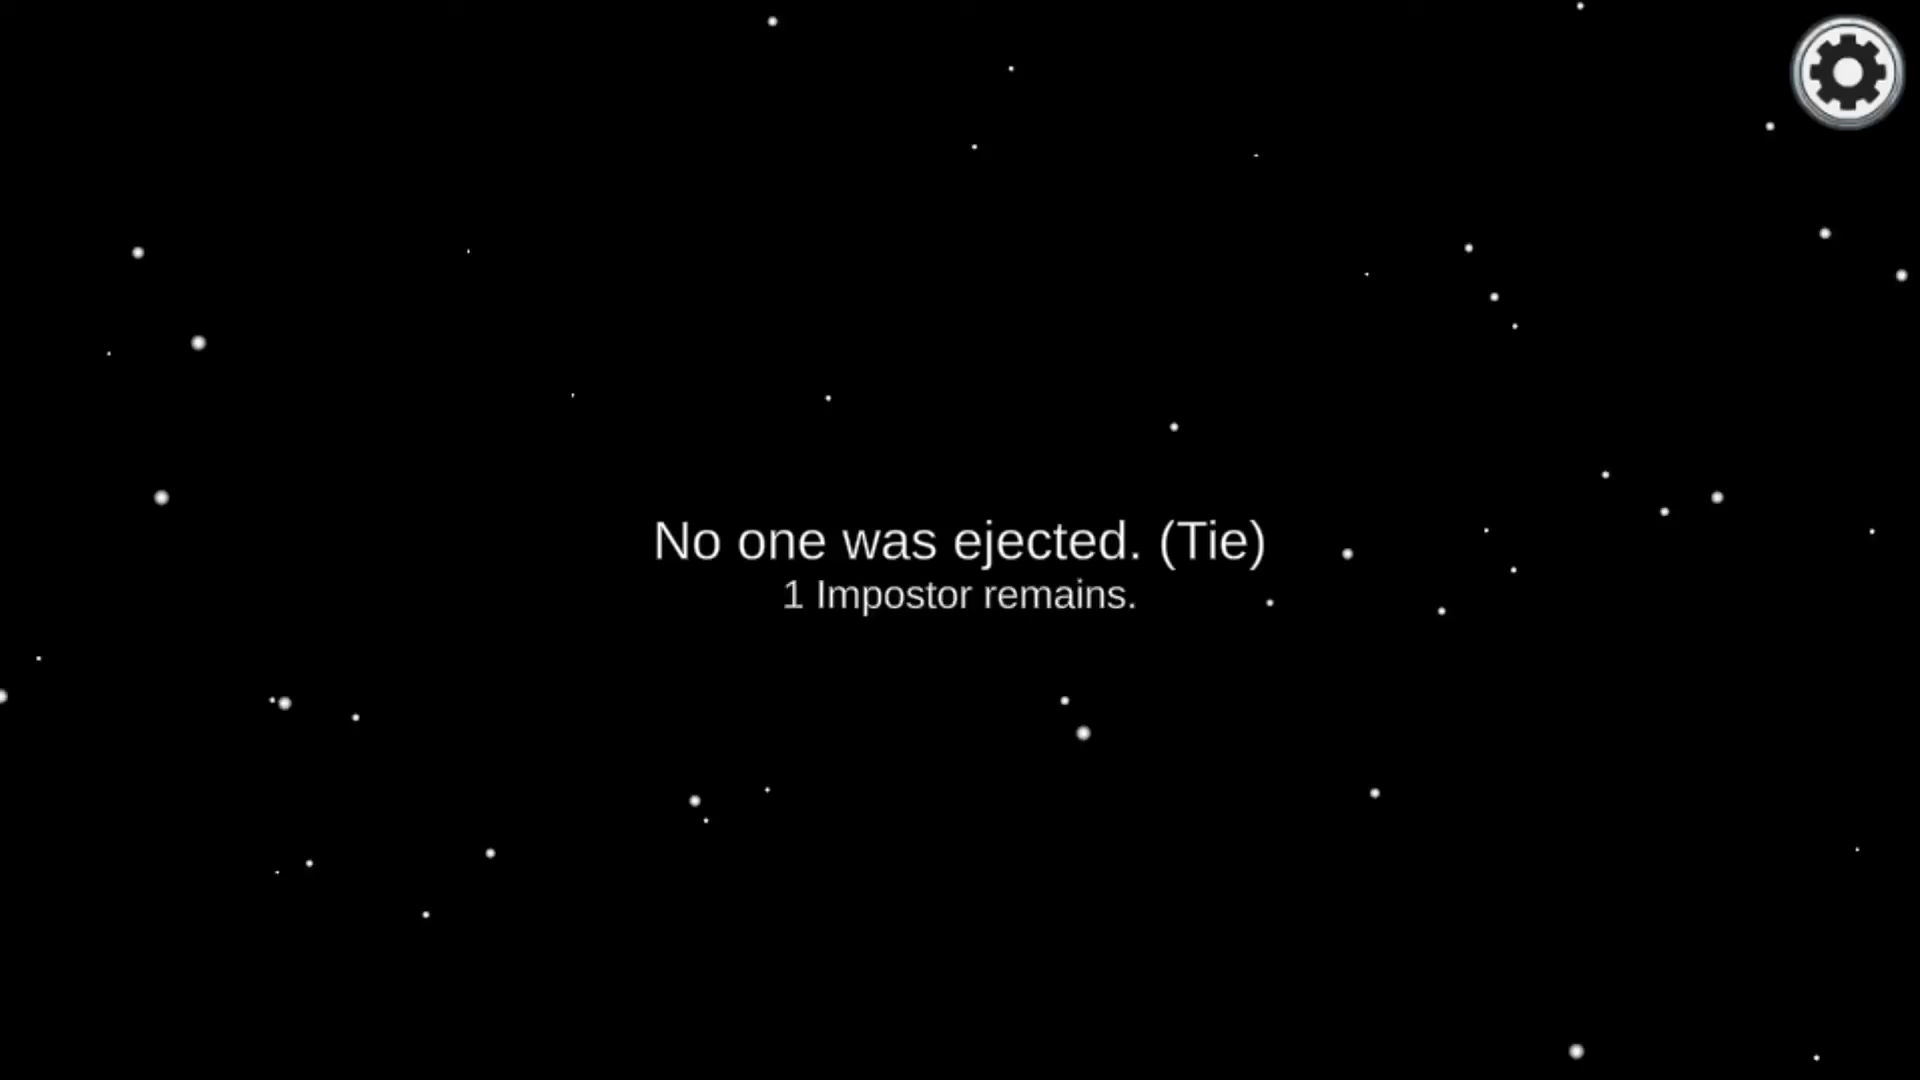 No one was ejected. (Tie)
1 Impostor remains.